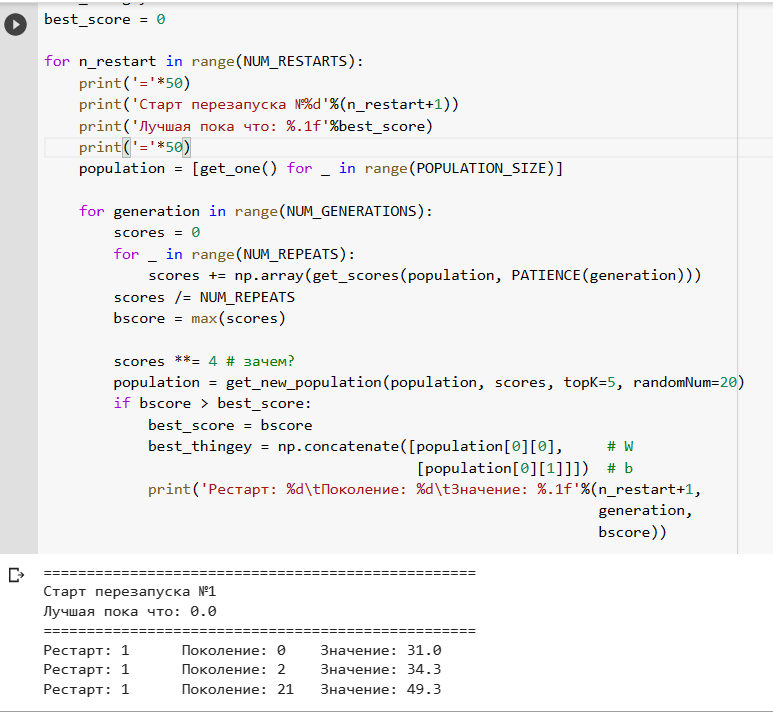 best_score = 0
for n_restart in range(NUM_RESTARTS):
print('='*50)
print('Старт перезапуска №%d'%(n_restart+1))
print('Лучшая пока что: %.1f'%best_score)
print('='*50)
population = [get_one() for _ in range(POPULATION_SIZE)]
for generation in range(NUM_GENERATIONS):
scores = 0
for _ in range(NUM_REPEATS):
scores += np.array(get_scores(population, PATIENCE(generation)))
scores /= NUM_REPEATS
bscore = max(scores)
scores **= 4 # зачем?
population = get_new_population(population, scores, topK=5, randomNum=20)
if bscore > best_score:
best_score = bscore
best_thingey = np.concatenate([population[0][0], # W
[population[0][1]]]) # b
print('Рестарт: %d\tПоколение: %d\tЗначение: %.1f'%(n_restart+1,
generation,
bscore))
==================================================
Старт перезапуска №1
Лучшая пока что: 0.0
==================================================
Рестарт: 1 Поколение: 0 Значение: 31.0
Рестарт: 1 Поколение: 2 Значение: 34.3
Рестарт: 1 Поколение: 21 Значение: 49.3